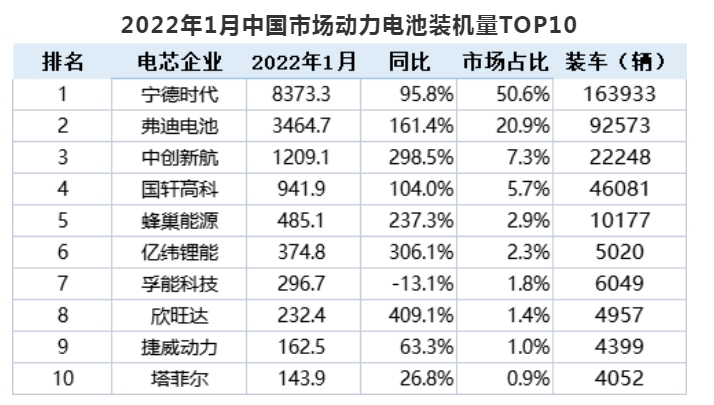 2022年1月中国市场动力电池装机量TOP10
排名 电芯企业 2022年1月 同比 市场占比 装车（辆）
1 宁德时代 8373.3 95.8% 50.6% 163933
2 弗迪电池 3464.7 161.4% 20.9% 92573
3 中创新航 1209.1 298.5% 7.3% 22248
4 国轩高科 941.9 104.0% 5.7% 46081
5 蜂巢能源 485.1 237.3% 2.9% 10177
6 亿纬锂能 374.8 306.1% 2.3% 5020
7 孚能科技 296.7 -13.1% 1.8% 6049
8 欣旺达 232.4 409.1% 1.4% 4957
9 捷威动力 162.5 63.3% 1.0% 4399
10 塔菲尔 143.9 26.8% 0.9% 4052